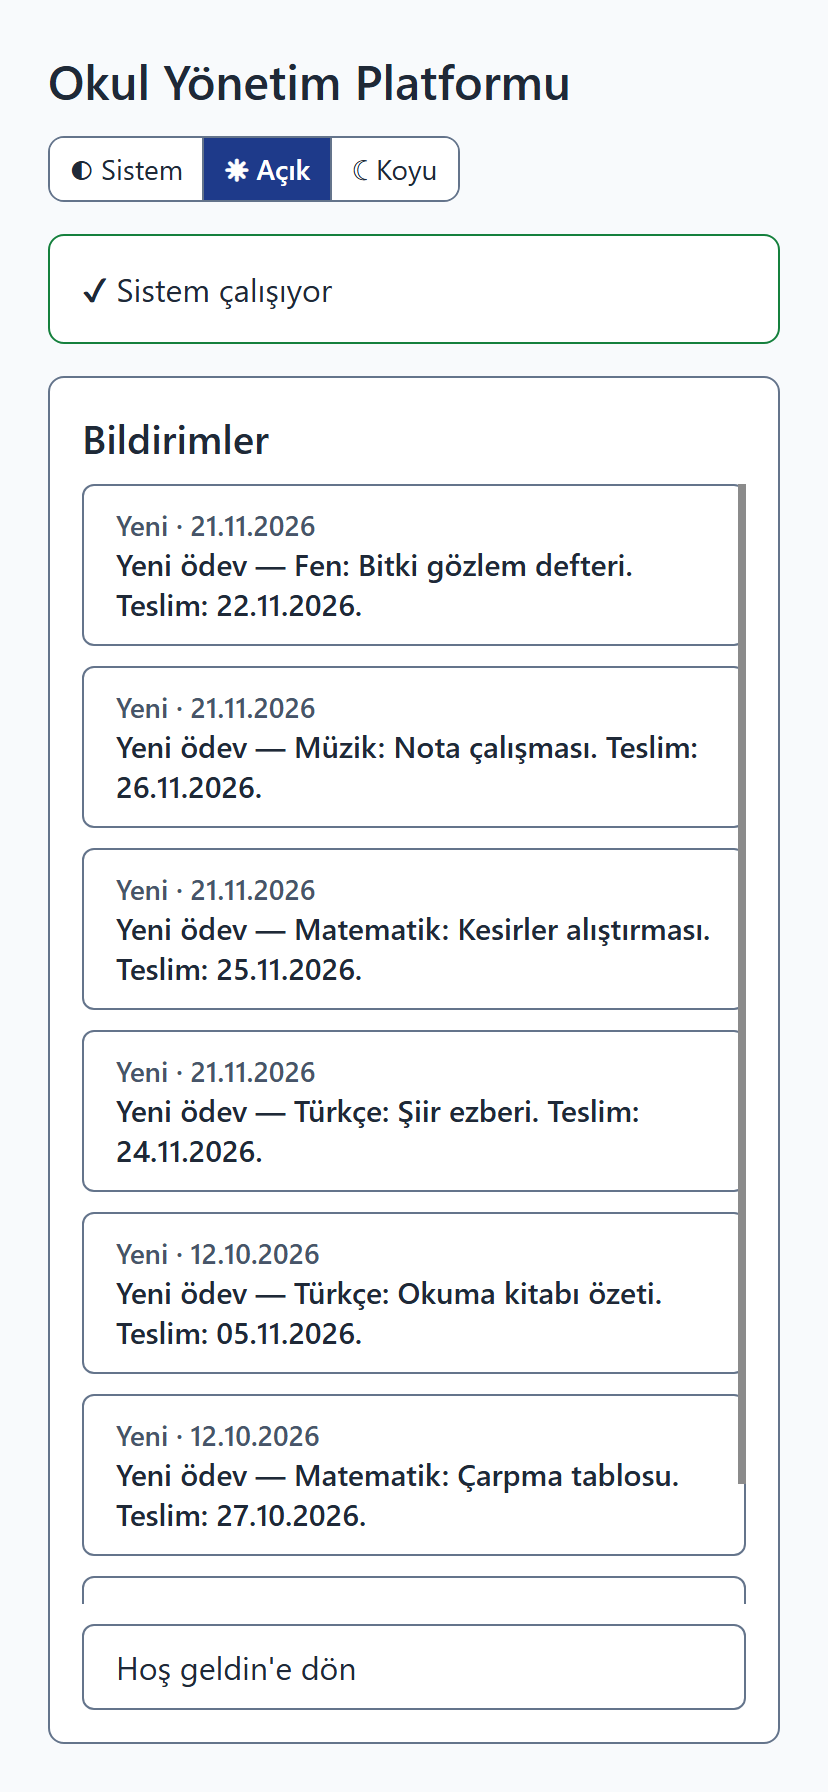 Okul Yönetim Platformu
◐ Sistem ✱ Açık ☾ Koyu
✓ Sistem çalışıyor
Bildirimler
Yeni · 21.11.2026
Yeni ödev — Fen: Bitki gözlem defteri.
Teslim: 22.11.2026.
Yeni · 21.11.2026
Yeni ödev — Müzik: Nota çalışması. Teslim:
26.11.2026.
Yeni · 21.11.2026
Yeni ödev — Matematik: Kesirler alıştırması.
Teslim: 25.11.2026.
Yeni · 21.11.2026
Yeni ödev — Türkçe: Şiir ezberi. Teslim:
24.11.2026.
Yeni · 12.10.2026
Yeni ödev — Türkçe: Okuma kitabı özeti.
Teslim: 05.11.2026.
Yeni · 12.10.2026
Yeni ödev — Matematik: Çarpma tablosu.
Teslim: 27.10.2026.
Hoş geldin'e dön